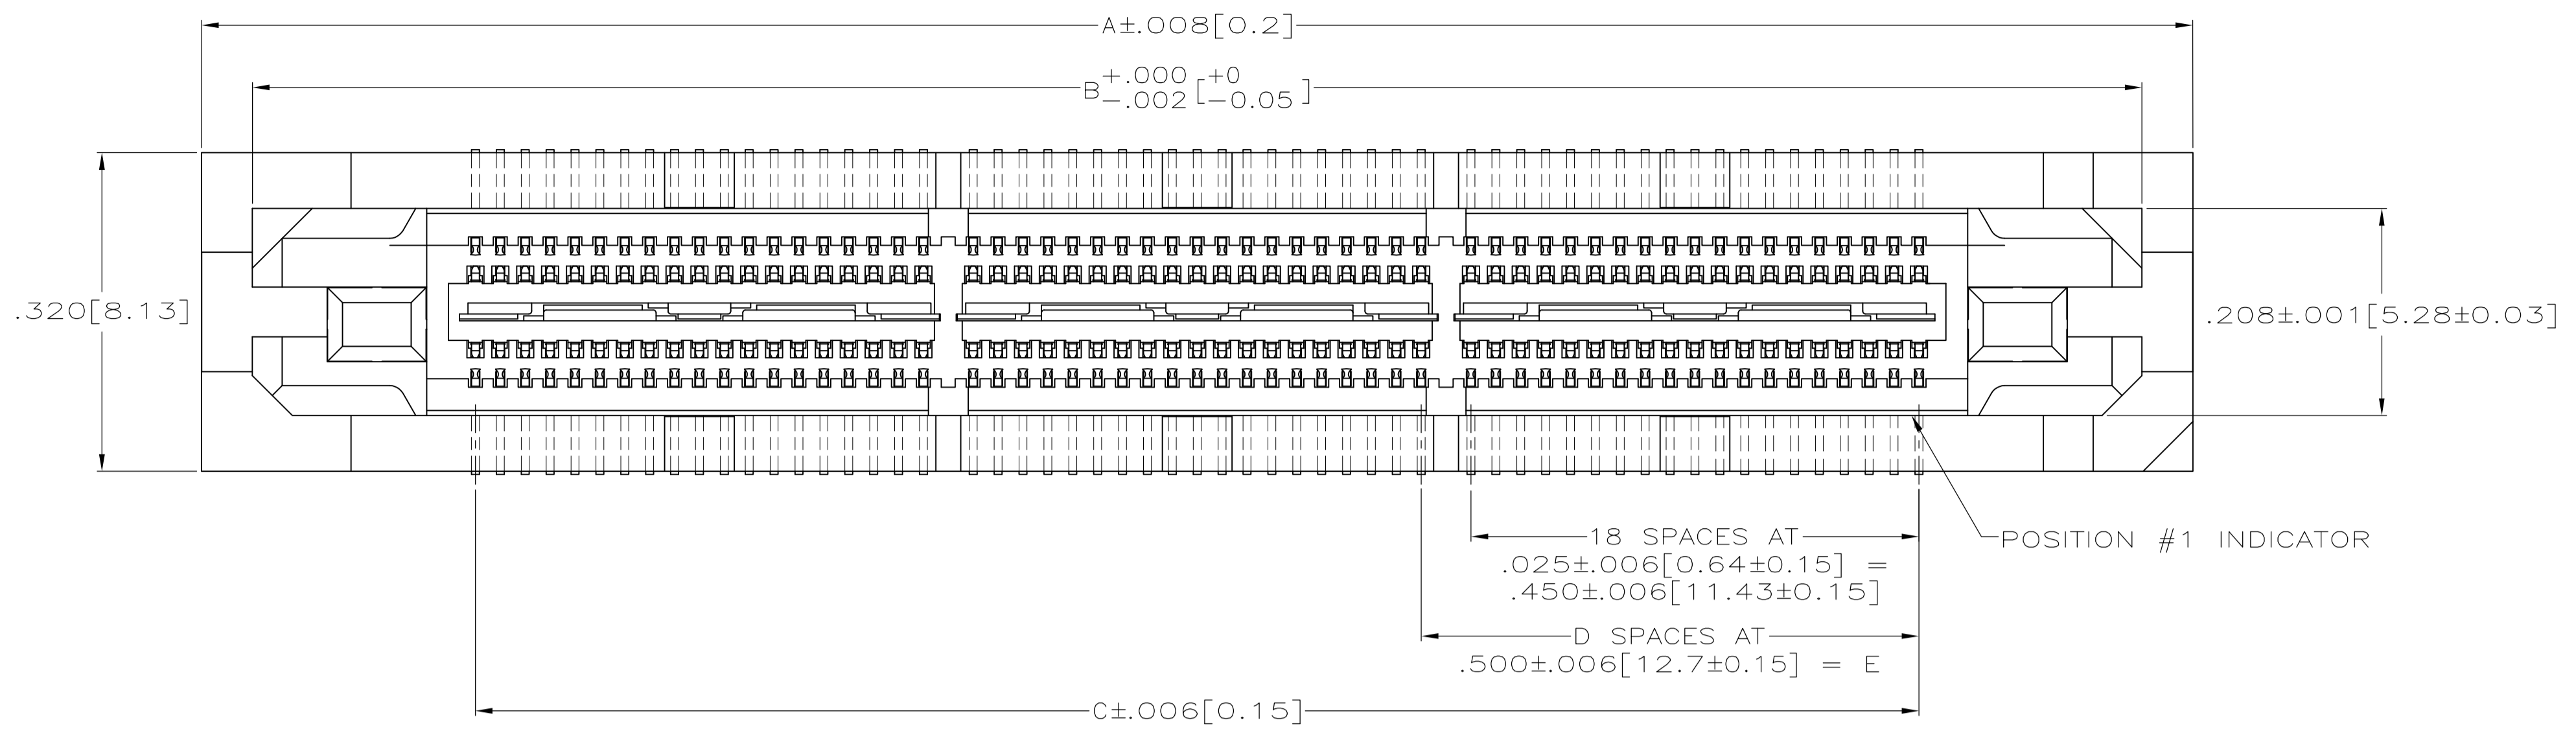 A±.008[0.2]
B+.000 -.002[+0 -0.05]
.320[8.13]
.208±.001[5.28±0.03]
18 SPACES AT
.025±.006[0.64±0.15] =
.450±.006[11.43±0.15]
POSITION #1 INDICATOR
D SPACES AT
.500±.006[12.7±0.15] = E
C±.006[0.15]